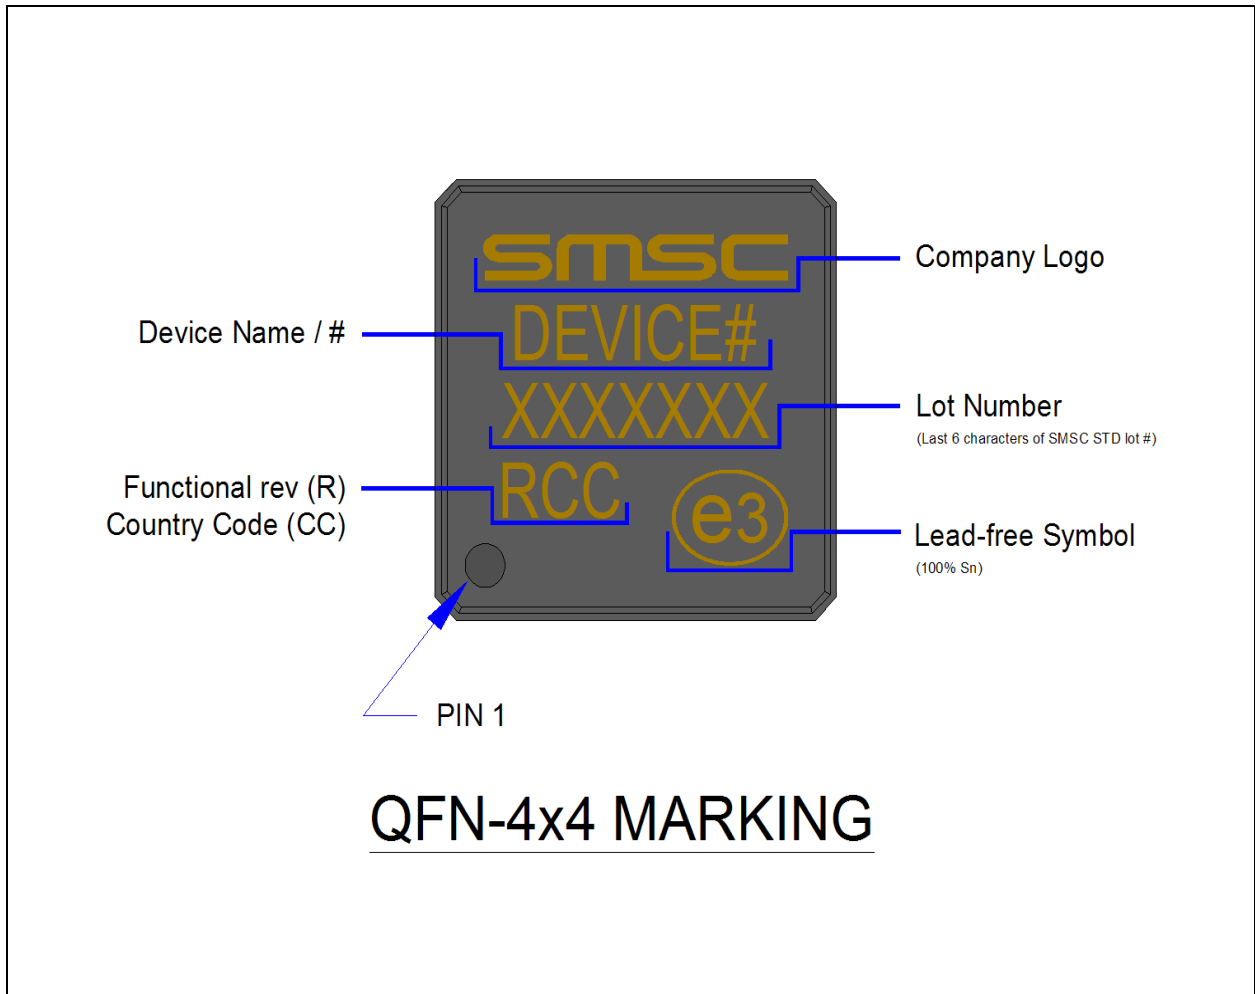 SMSC
Company Logo
Device Name / #
DEVICE#
XXXXXXX
Lot Number
(Last 6 characters of SMSC STD lot #)
Functional rev (R)
Country Code (CC)
RCC
e3
Lead-free Symbol
(100% Sn)
PIN 1
QFN-4x4 MARKING